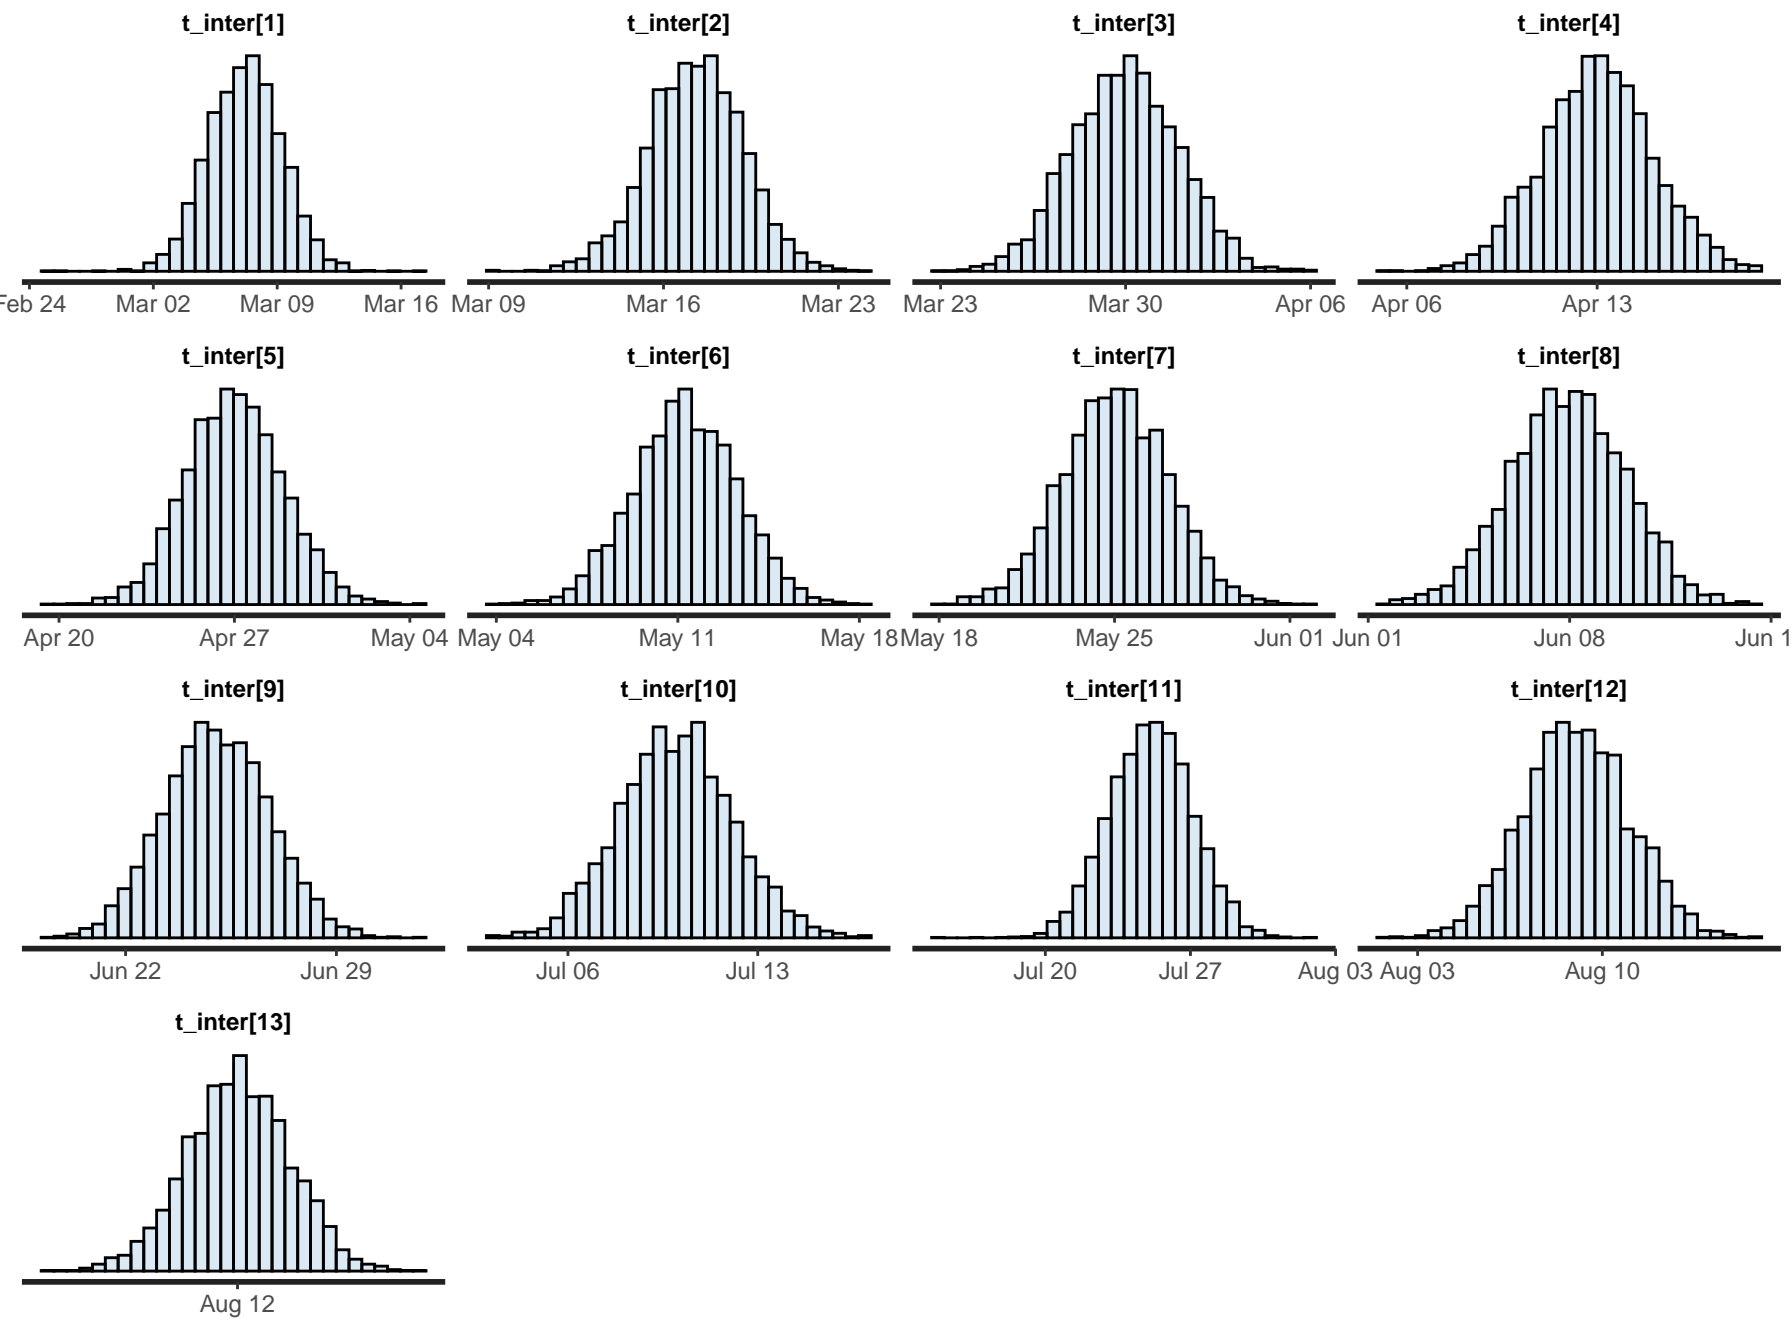 t_inter[1] t_inter[2] t_inter[3] t_inter[4]
Feb 24 Mar 02 Mar 09 Mar 16 Mar 09 Mar 16 Mar 23 Mar 23 Mar 30 Apr 06 Apr 06 Apr 13
t_inter[5] t_inter[6] t_inter[7] t_inter[8]
Apr 20 Apr 27 May 04 May 04 May 11 May 18 May 18 May 25 Jun 01 Jun 01 Jun 08 Jun 1
t_inter[9] t_inter[10] t_inter[11] t_inter[12]
Jun 22 Jun 29 Jul 06 Jul 13 Jul 20 Jul 27 Aug 03 Aug 03 Aug 10
t_inter[13]
Aug 12